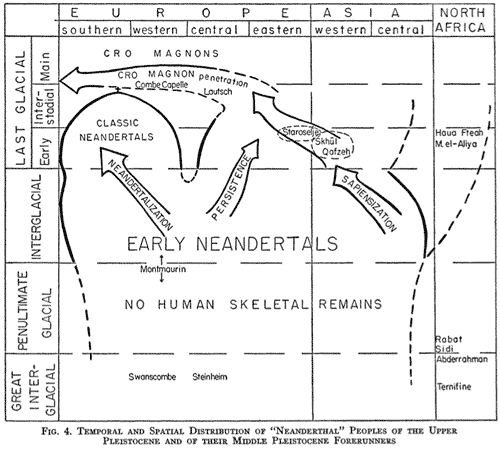 EUROPE
ASIA
NORTH
AFRICA
southern
western
central
eastern
western
central
LAST GLACIAL
Main
Inter-
stadial
Early
INTERGLACIAL
PENULTIMATE
GLACIAL
GREAT
INTER-
GLACIAL
CRO MAGNONS
CRO MAGNON penetration
Combe Capelle
Lautsch
CLASSIC
NEANDERTALS
NEANDERTALIZATION
PERSISTENCE
Staroselje
Skhūl
Qafzeh
SAPIENSIZATION
Haua Fteah
M.el-Aliya
EARLY NEANDERTALS
Montmaurin
NO HUMAN SKELETAL REMAINS
Rabat
Sidi
Abderrahman
Swanscombe
Steinheim
Ternifine
FIG. 4. TEMPORAL AND SPATIAL DISTRIBUTION OF "NEANDERTHAL" PEOPLES OF THE UPPER
PLEISTOCENE AND OF THEIR MIDDLE PLEISTOCENE FORERUNNERS